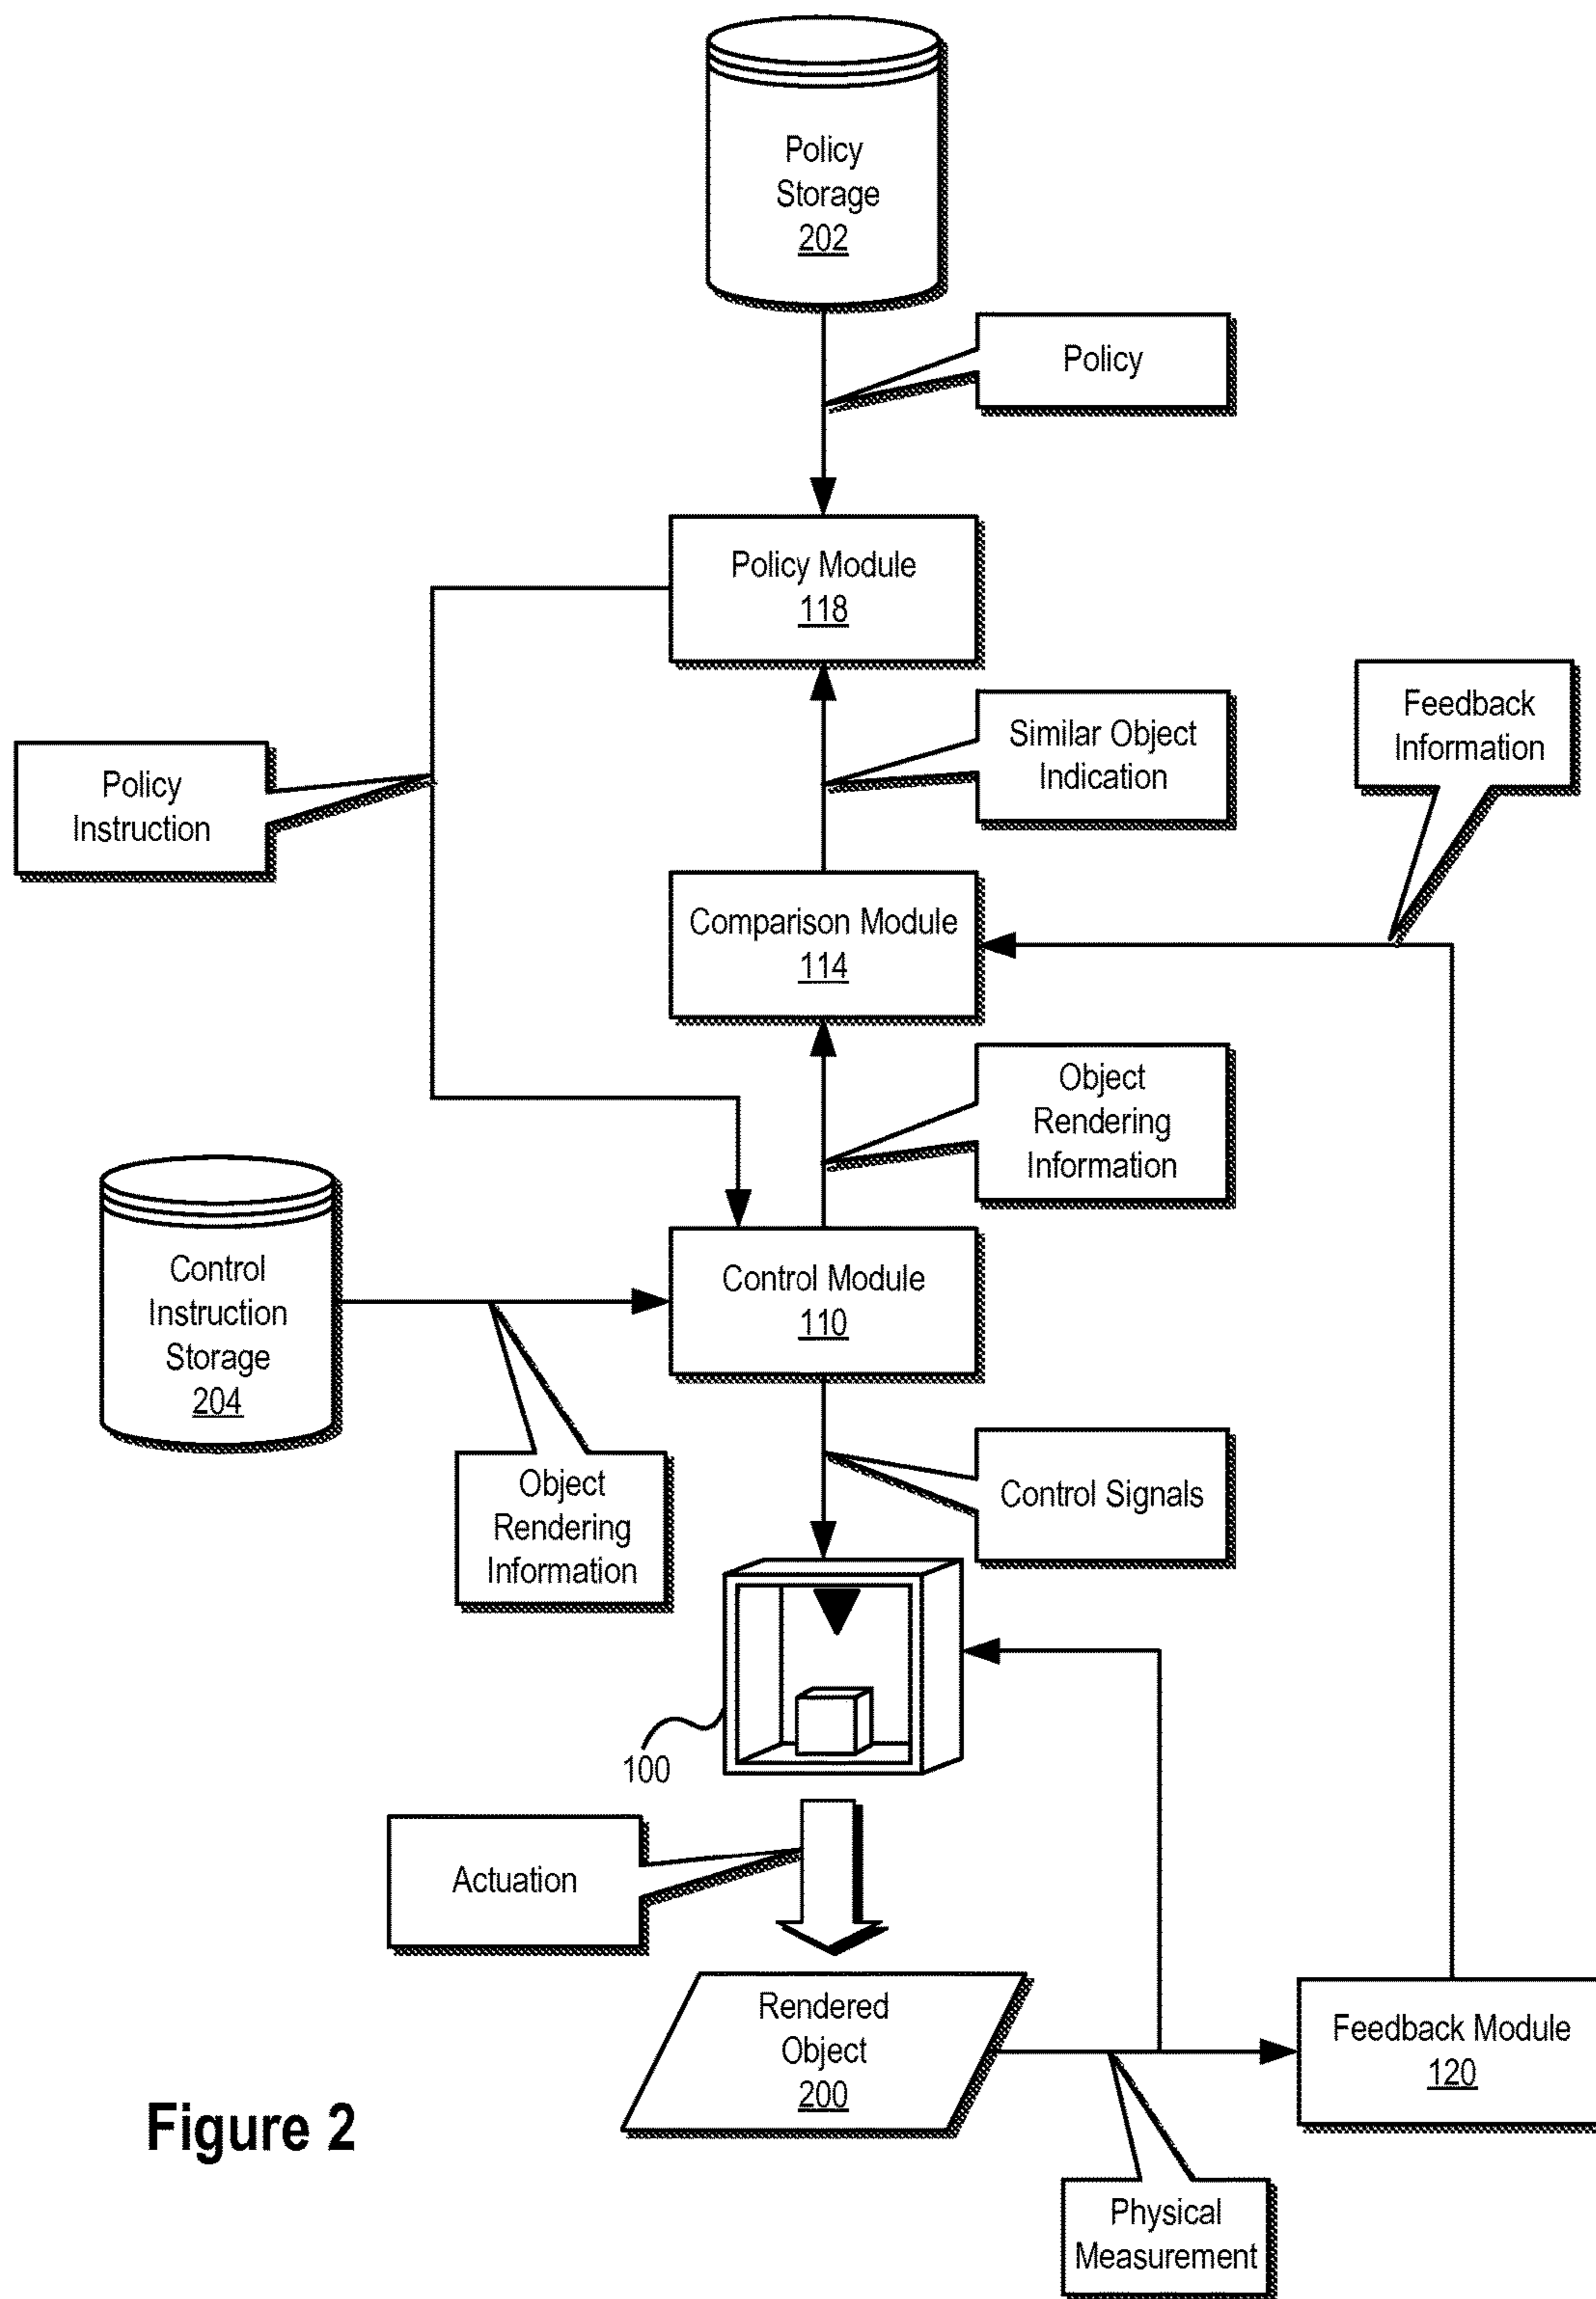 Policy
Storage
202
Policy
Policy Module
118
Similar Object
Indication
Feedback
Information
Policy
Instruction
Comparison Module
114
Object
Rendering
Information
Control
Instruction
Storage
204
Control Module
110
Object
Rendering
Information
Control Signals
100
Actuation
Rendered
Object
200
Feedback Module
120
Figure 2
Physical
Measurement